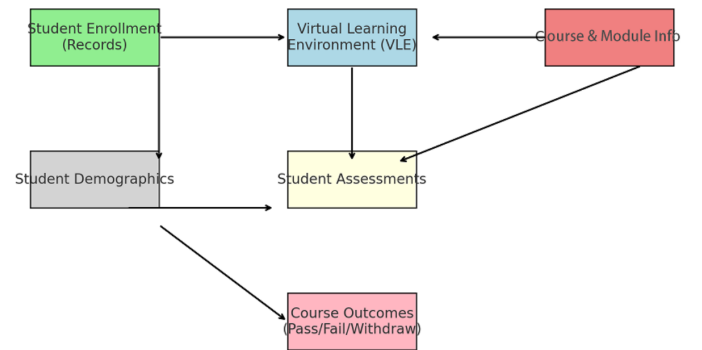 Student Enrollment
(Records)
Virtual Learning
Environment (VLE)
Course & Module Info
Student Demographics
Student Assessments
Course Outcomes
(Pass/Fail/Withdraw)